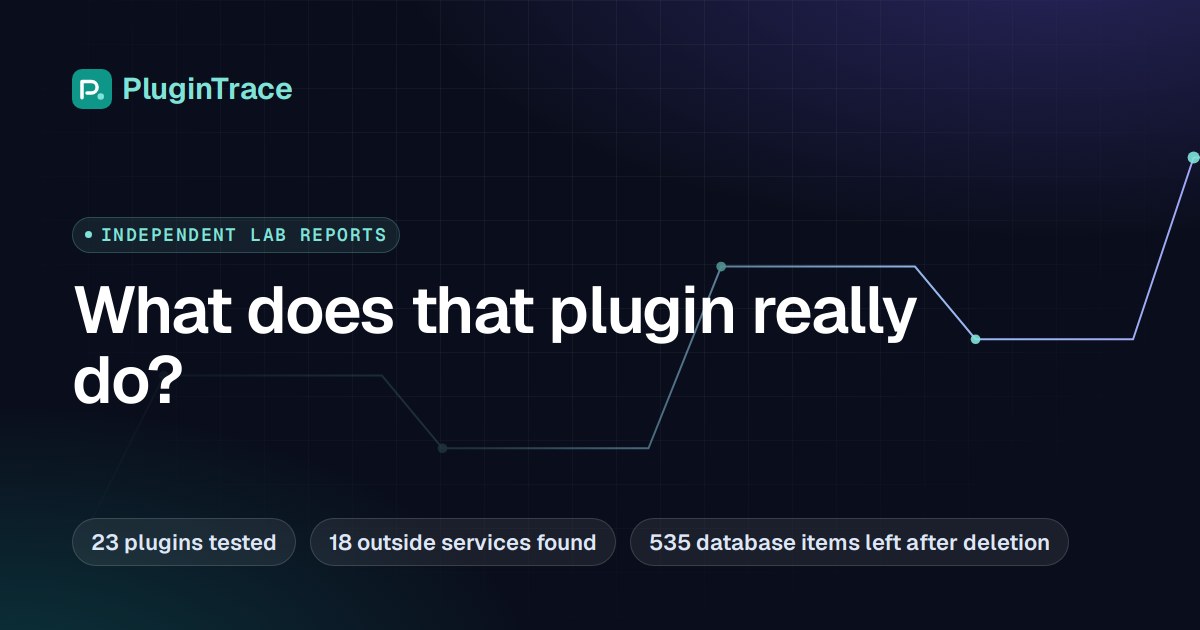 PluginTrace
INDEPENDENT LAB REPORTS
What does that plugin really
do?
23 plugins tested
18 outside services found
535 database items left after deletion